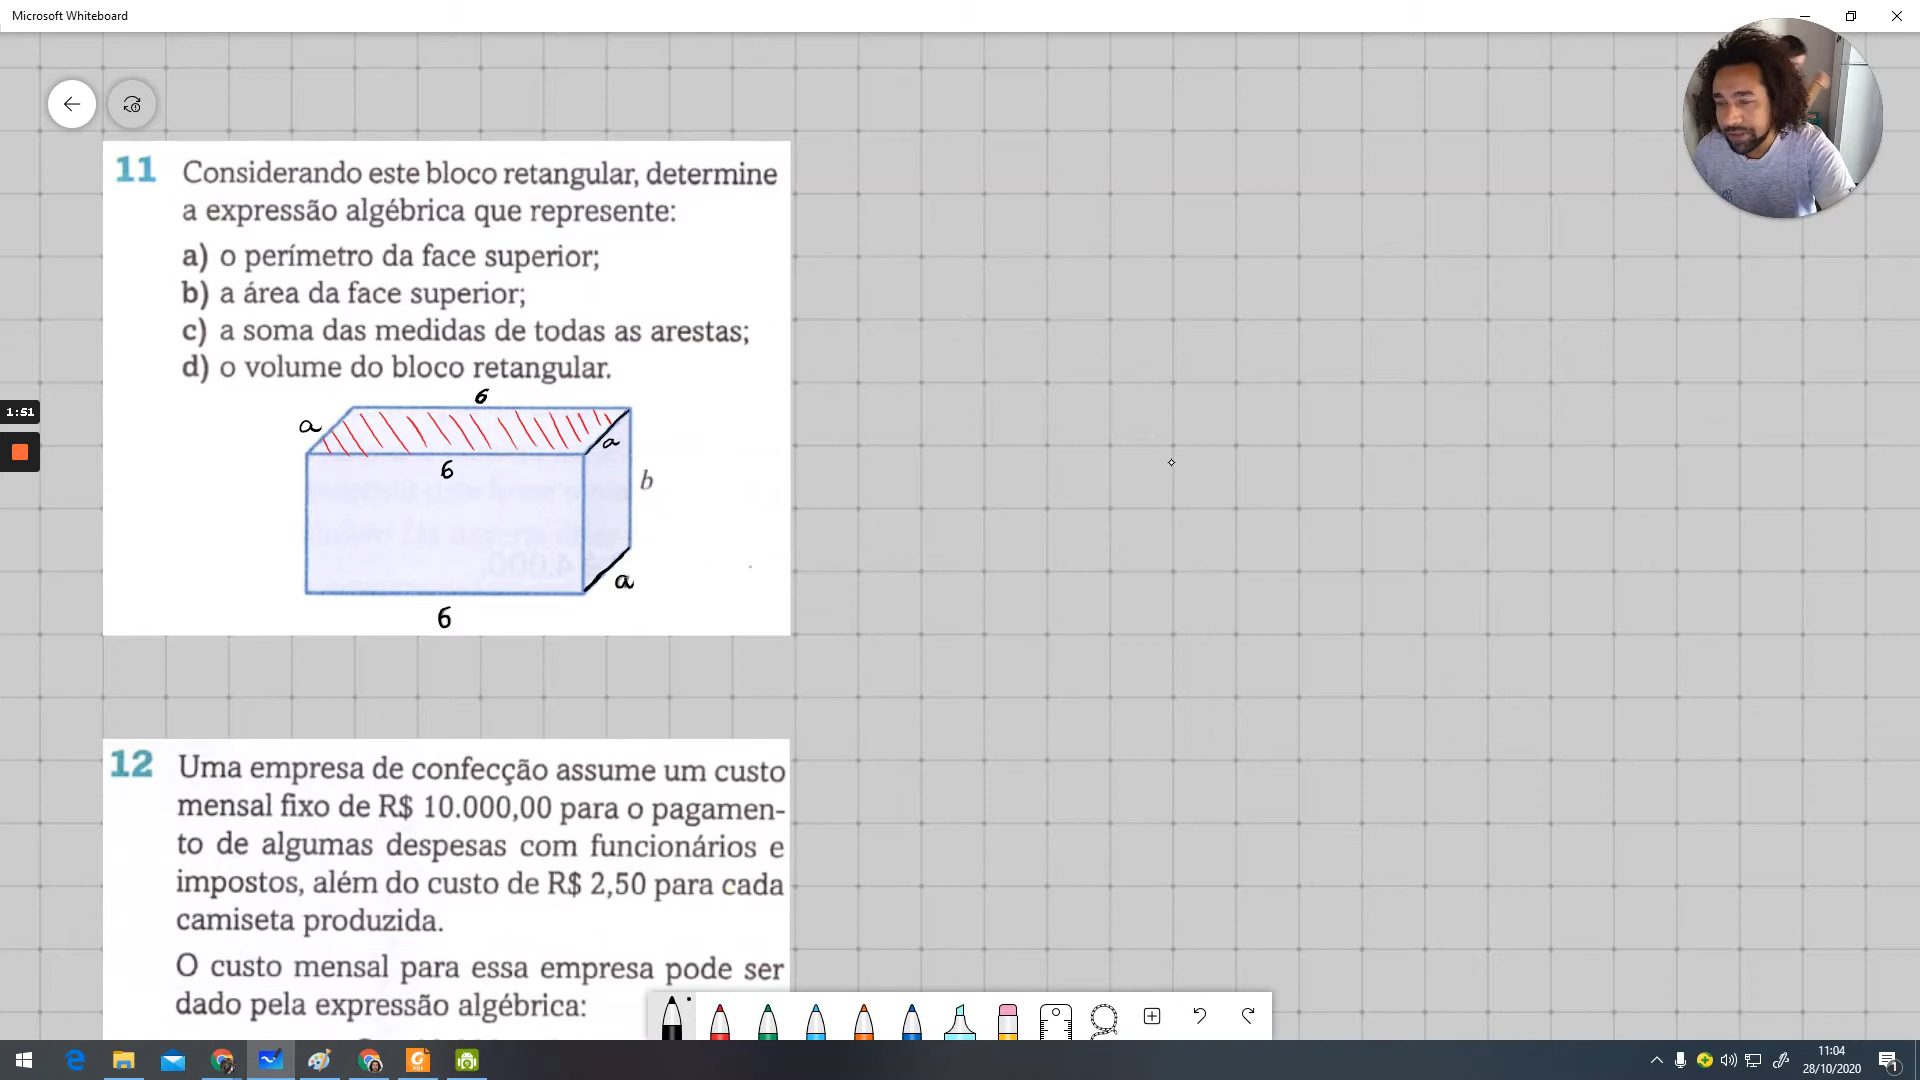 Microsoft Whiteboard
11 Considerando este bloco retangular, determine
a expressão algébrica que represente:
a) o perímetro da face superior;
b) a área da face superior;
c) a soma das medidas de todas as arestas;
d) o volume do bloco retangular.
6
a
a
6
b
a
6
1:51
12 Uma empresa de confecção assume um custo
mensal fixo de R$ 10.000,00 para o pagamen-
to de algumas despesas com funcionários e
impostos, além do custo de R$ 2,50 para cada
camiseta produzida.
O custo mensal para essa empresa pode ser
dado pela expressão algébrica:
11:04
28/10/2020
1